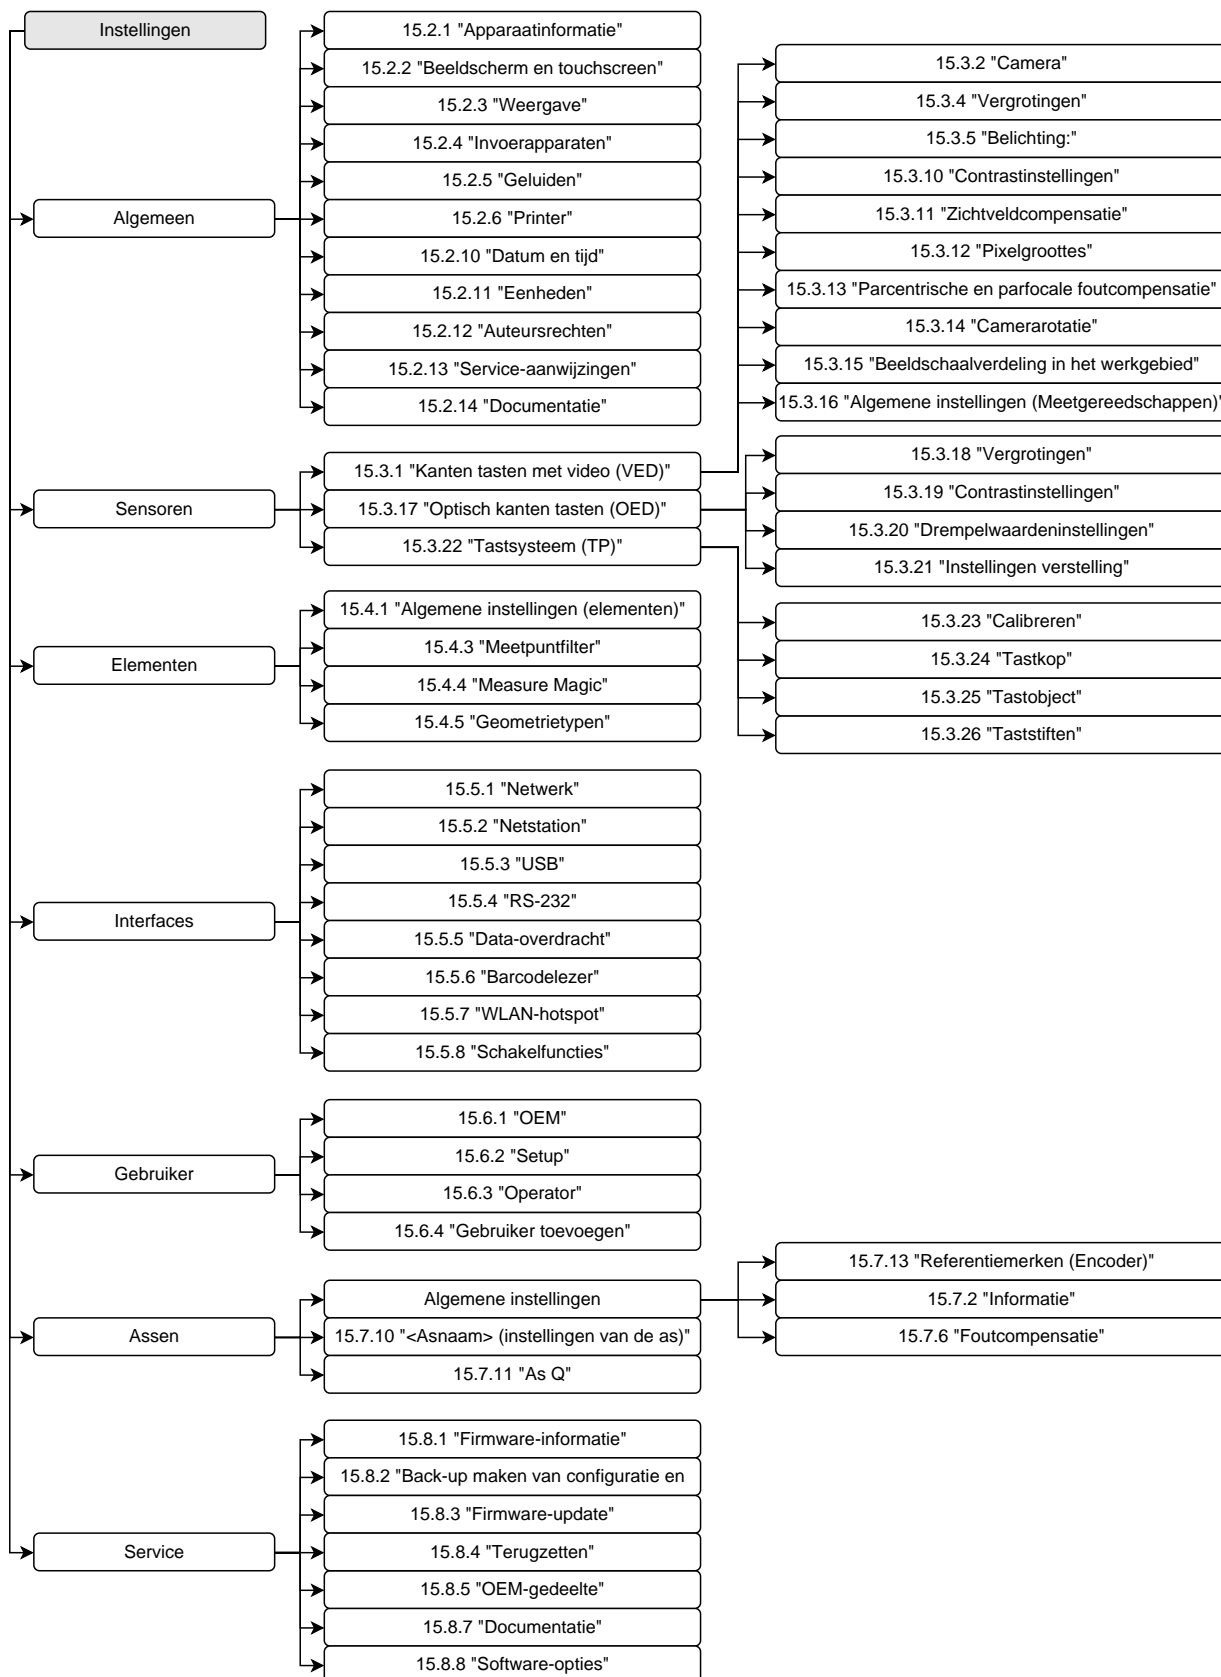 Instellingen
Algemeen
15.2.1 "Apparaatinformatie"
15.2.2 "Beeldscherm en touchscreen"
15.2.3 "Weergave"
15.2.4 "Invoerapparaten"
15.2.5 "Geluiden"
15.2.6 "Printer"
15.2.10 "Datum en tijd"
15.2.11 "Eenheden"
15.2.12 "Auteursrechten"
15.2.13 "Service-aanwijzingen"
15.2.14 "Documentatie"
Sensoren
15.3.1 "Kanten tasten met video (VED)"
15.3.17 "Optisch kanten tasten (OED)"
15.3.22 "Tastsysteem (TP)"
15.3.2 "Camera"
15.3.4 "Vergrotingen"
15.3.5 "Belichting:"
15.3.10 "Contrastinstellingen"
15.3.11 "Zichtveldcompensatie"
15.3.12 "Pixelgroottes"
15.3.13 "Parcentrische en parfocale foutcompensatie"
15.3.14 "Camerarotatie"
15.3.15 "Beeldschaalverdeling in het werkgebied"
15.3.16 "Algemene instellingen (Meetgereedschappen)"
15.3.18 "Vergrotingen"
15.3.19 "Contrastinstellingen"
15.3.20 "Drempelwaardeninstellingen"
15.3.21 "Instellingen verstelling"
15.3.23 "Calibreren"
15.3.24 "Tastkop"
15.3.25 "Tastobject"
15.3.26 "Taststiften"
Elementen
15.4.1 "Algemene instellingen (elementen)"
15.4.3 "Meetpuntfilter"
15.4.4 "Measure Magic"
15.4.5 "Geometrietypen"
Interfaces
15.5.1 "Netwerk"
15.5.2 "Netstation"
15.5.3 "USB"
15.5.4 "RS-232"
15.5.5 "Data-overdracht"
15.5.6 "Barcodelezer"
15.5.7 "WLAN-hotspot"
15.5.8 "Schakelfuncties"
Gebruiker
15.6.1 "OEM"
15.6.2 "Setup"
15.6.3 "Operator"
15.6.4 "Gebruiker toevoegen"
Assen
Algemene instellingen
15.7.10 "<Asnaam> (instellingen van de as)"
15.7.11 "As Q"
15.7.13 "Referentiemerken (Encoder)"
15.7.2 "Informatie"
15.7.6 "Foutcompensatie"
Service
15.8.1 "Firmware-informatie"
15.8.2 "Back-up maken van configuratie en
15.8.3 "Firmware-update"
15.8.4 "Terugzetten"
15.8.5 "OEM-gedeelte"
15.8.7 "Documentatie"
15.8.8 "Software-opties"